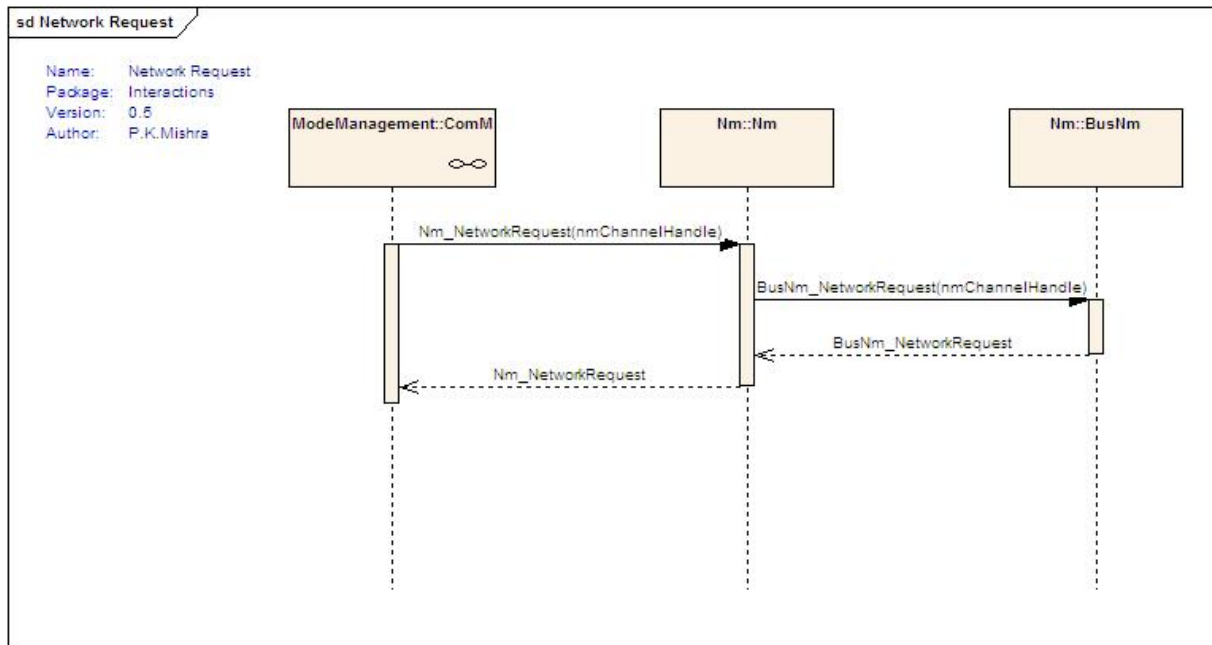 sd Network Request
Name: Network Request
Package: Interactions
Version: 0.5
Author: P.K.Mishra
ModeManagement::ComM
Nm::Nm
Nm::BusNm
Nm_NetworkRequest(nmChannelHandle)
BusNm_NetworkRequest(nmChannelHandle)
BusNm_NetworkRequest
Nm_NetworkRequest